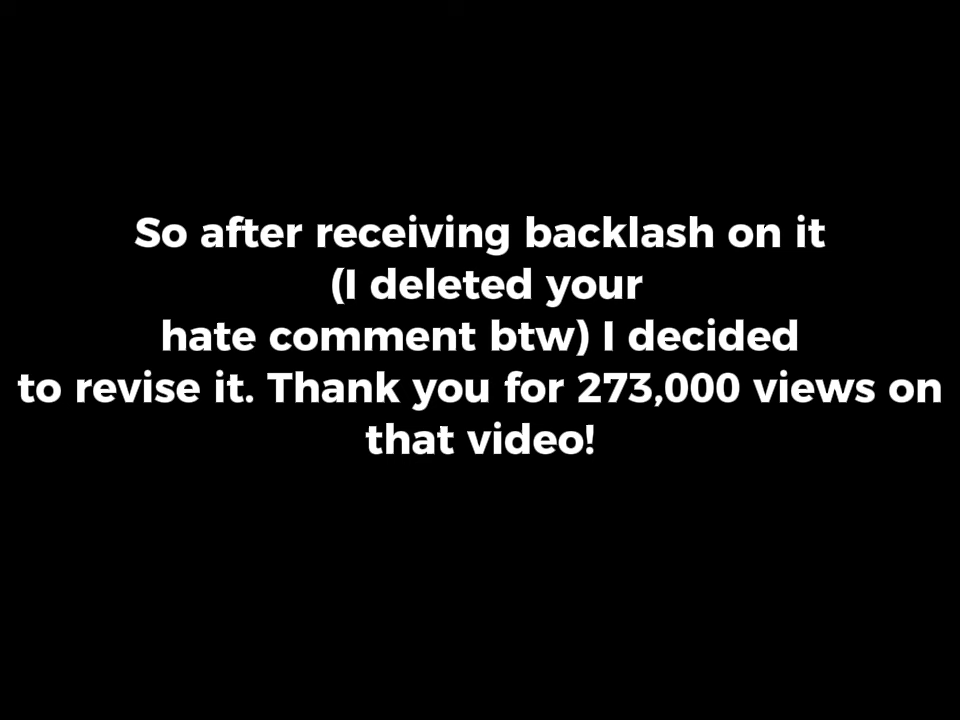 So after receiving backlash on it
(I deleted your
hate comment btw) I decided
to revise it. Thank you for 273,000 views on
that video!